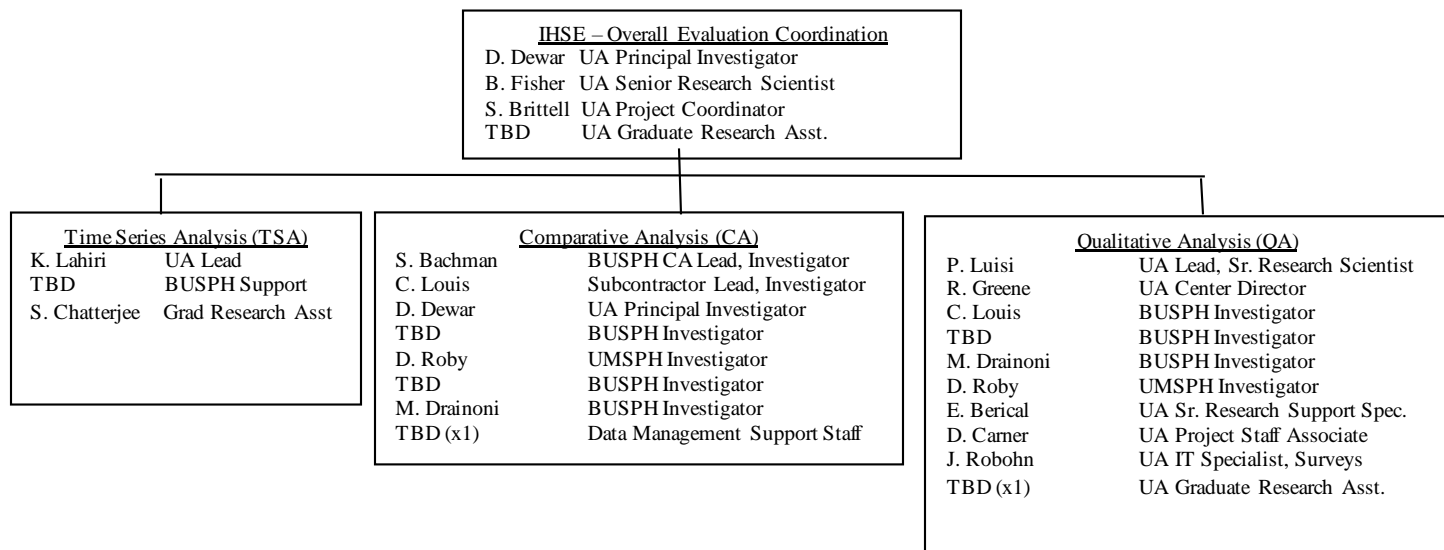 IHSE – Overall Evaluation Coordination
D. Dewar UA Principal Investigator
B. Fisher UA Senior Research Scientist
S. Brittell UA Project Coordinator
TBD UA Graduate Research Asst.
Time Series Analysis (TSA)
K. Lahiri UA Lead
TBD BUSPH Support
S. Chatterjee Grad Research Asst
Comparative Analysis (CA)
S. Bachman BUSPH CA Lead, Investigator
C. Louis Subcontractor Lead, Investigator
D. Dewar UA Principal Investigator
TBD BUSPH Investigator
D. Roby UMSPH Investigator
TBD BUSPH Investigator
M. Drainoni BUSPH Investigator
TBD (x1) Data Management Support Staff
Qualitative Analysis (QA)
P. Luisi UA Lead, Sr. Research Scientist
R. Greene UA Center Director
C. Louis BUSPH Investigator
TBD BUSPH Investigator
M. Drainoni BUSPH Investigator
D. Roby UMSPH Investigator
E. Berical UA Sr. Research Support Spec.
D. Carner UA Project Staff Associate
J. Robohn UA IT Specialist, Surveys
TBD (x1) UA Graduate Research Asst.